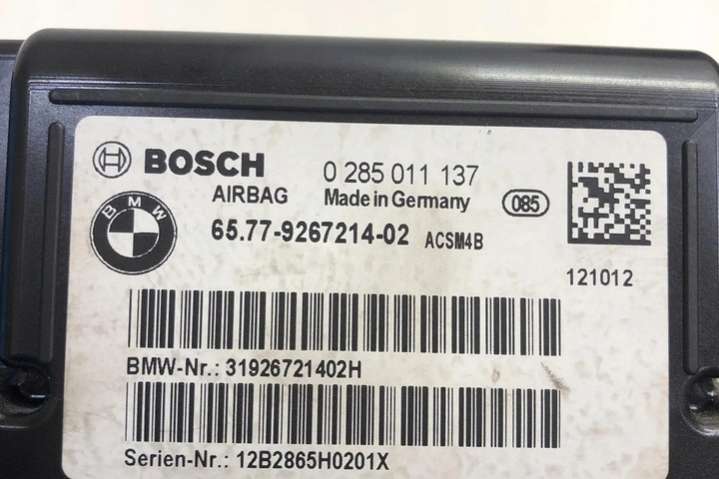 BOSCH 0 285 011 137
AIRBAG Made in Germany 085
BMW
65.77-9267214-02 ACSM4B
121012
BMW-Nr.: 31926721402H
Serien-Nr.: 12B2865H0201X